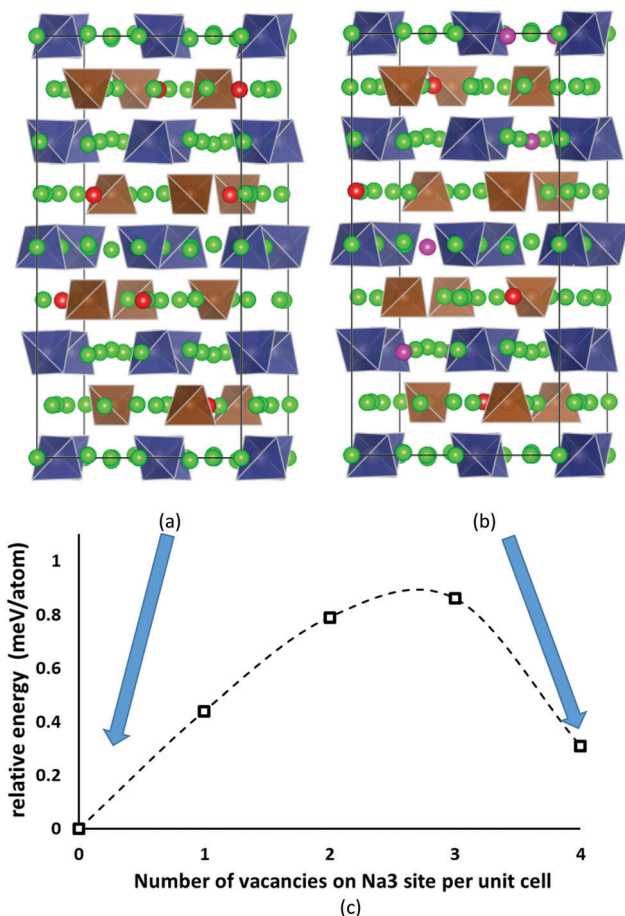 (a)
(b)
1
0.8
0.6
0.4
0.2
0
relative energy (meV/atom)
0 1 2 3 4
Number of vacancies on Na3 site per unit cell
(c)